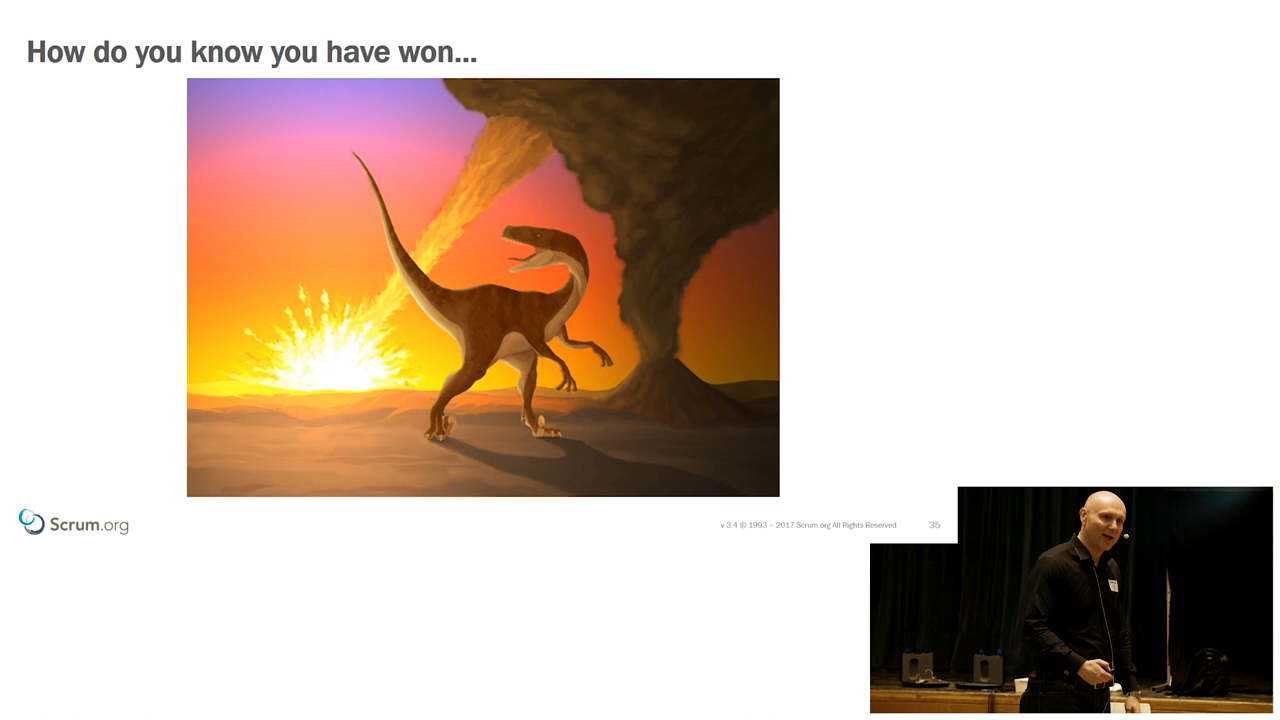 How do you know you have won...
Scrum.org
v 3.4 © 1993 – 2017 Scrum.org All Rights Reserved
35